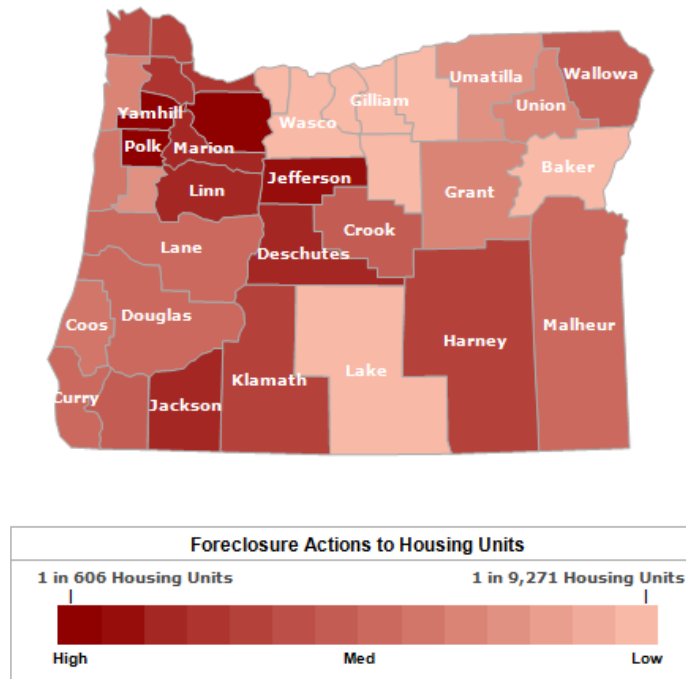 Umatilla
Wallowa
Gilliam
Union
Yamhill
Wasco
Polk
Marion
Baker
Jefferson
Linn
Grant
Crook
Lane
Deschutes
Douglas
Coos
Malheur
Harney
Lake
Klamath
Curry
Jackson
Foreclosure Actions to Housing Units
1 in 606 Housing Units 1 in 9,271 Housing Units
High Med Low